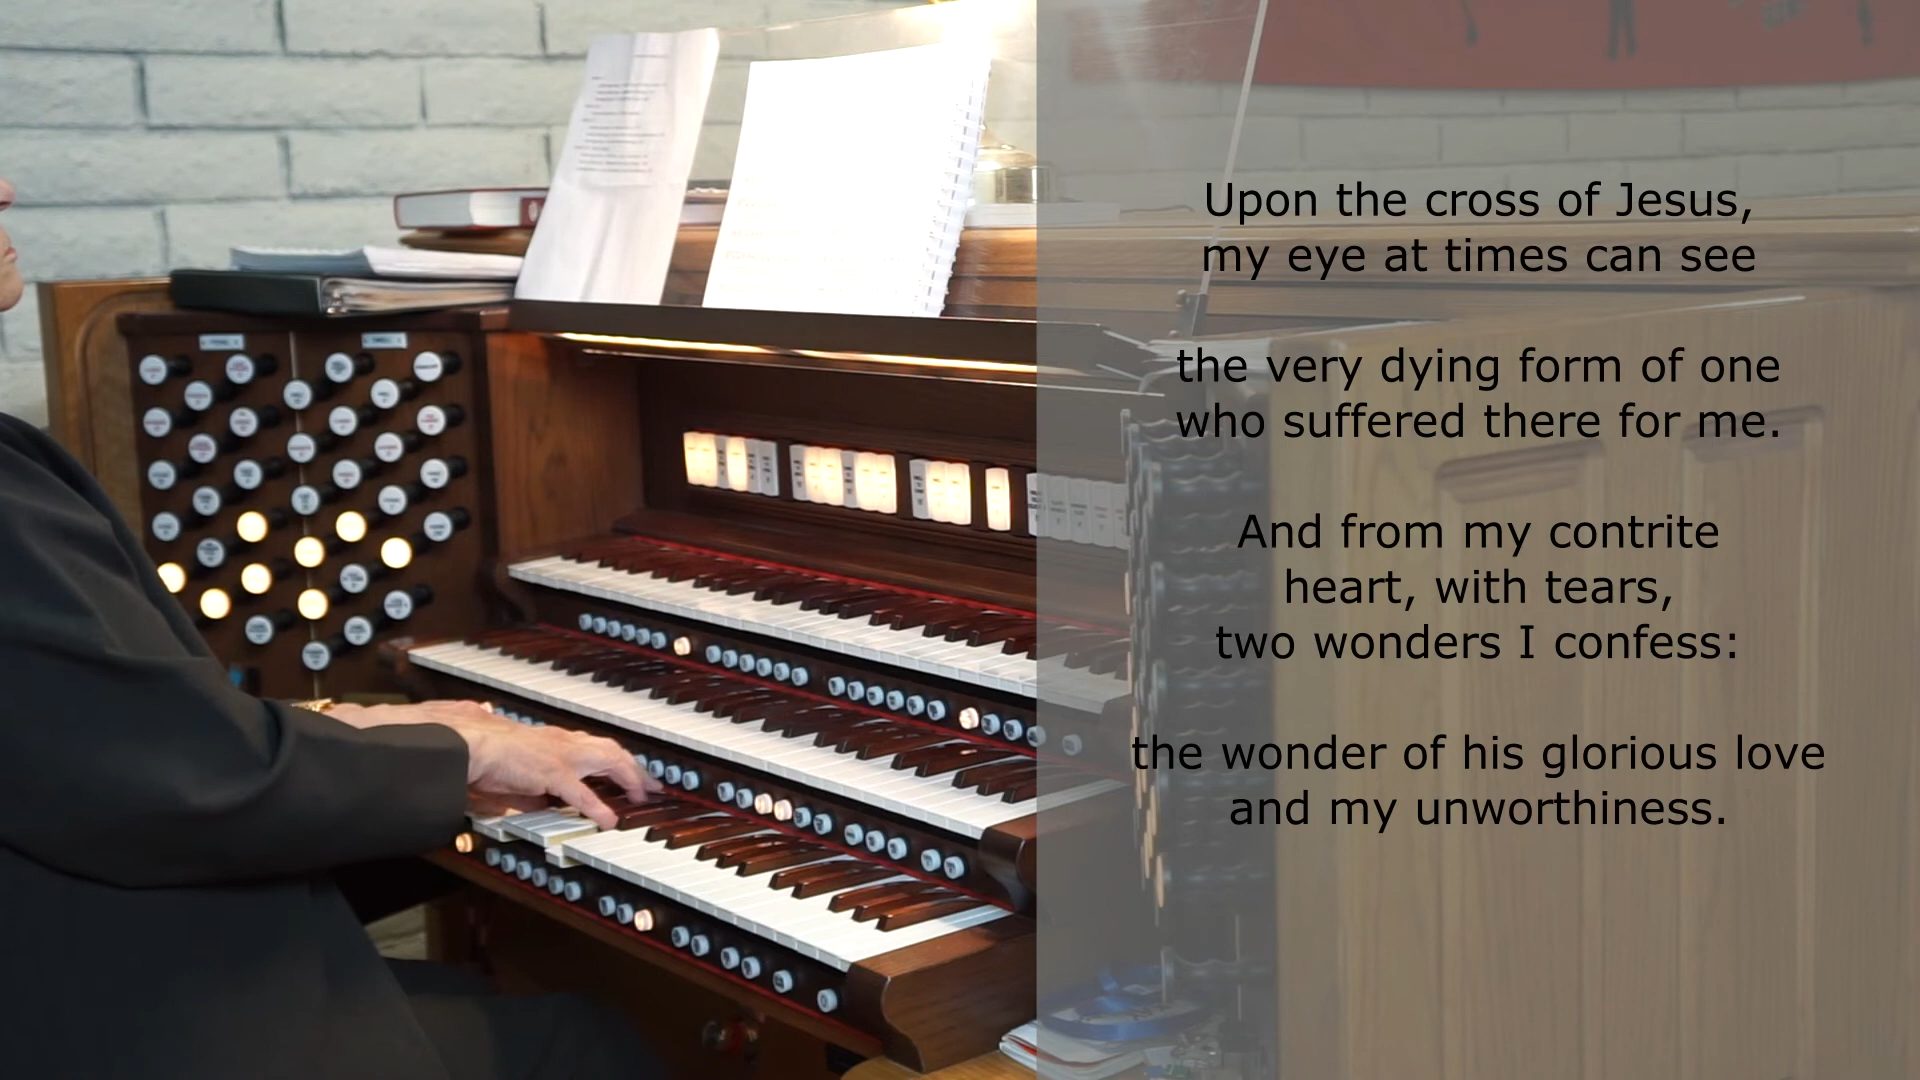 Upon the cross of Jesus,
my eye at times can see
the very dying form of one
who suffered there for me.
And from my contrite
heart, with tears,
two wonders I confess:
the wonder of his glorious love
and my unworthiness.